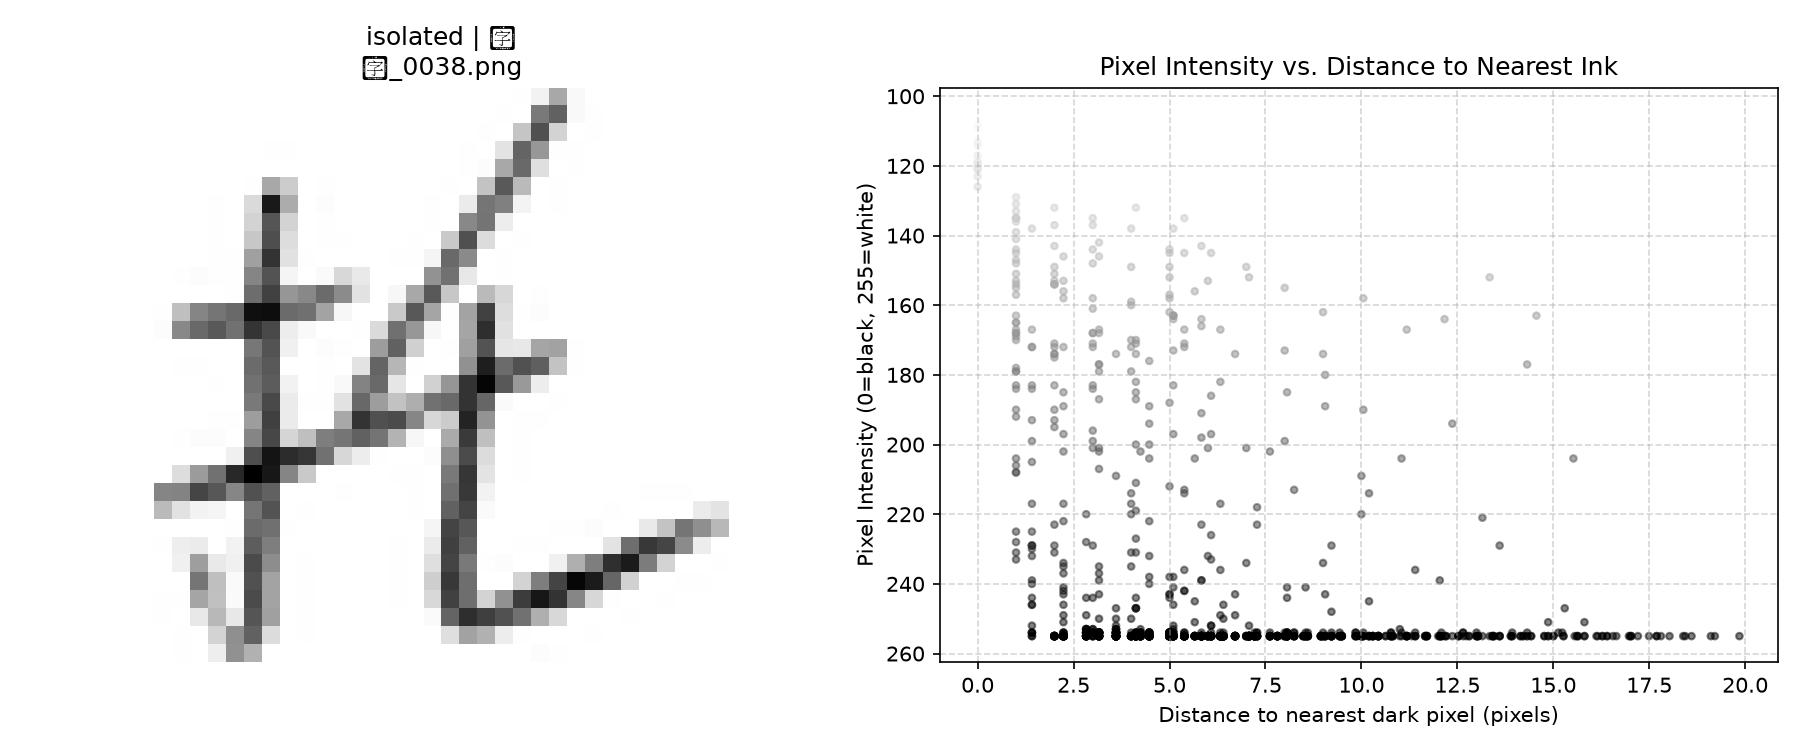 isolated |
_0038.png
托
Pixel Intensity vs. Distance to Nearest Ink
Pixel Intensity (0=black, 255=white)
100
120
140
160
180
200
220
240
260
0.0 2.5 5.0 7.5 10.0 12.5 15.0 17.5 20.0
Distance to nearest dark pixel (pixels)